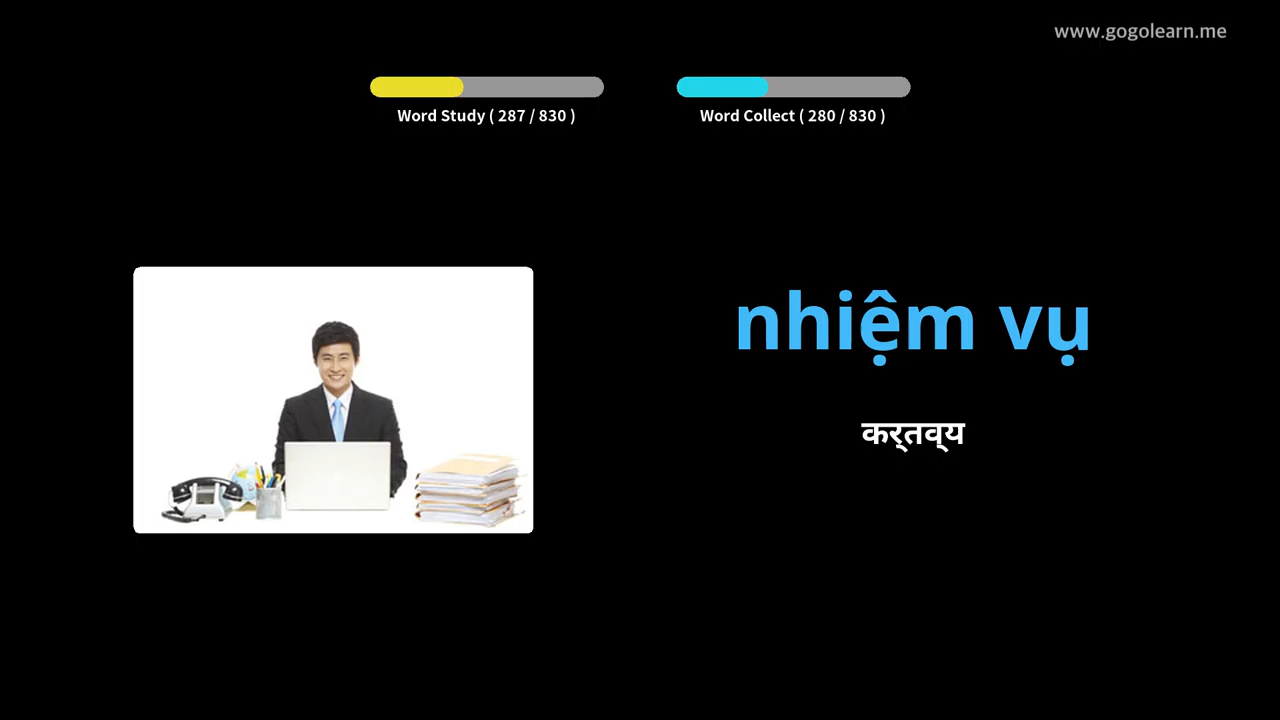 www.gogolearn.me
Word Study ( 287 / 830 )
Word Collect ( 280 / 830 )
nhiệm vụ
कर्तव्य